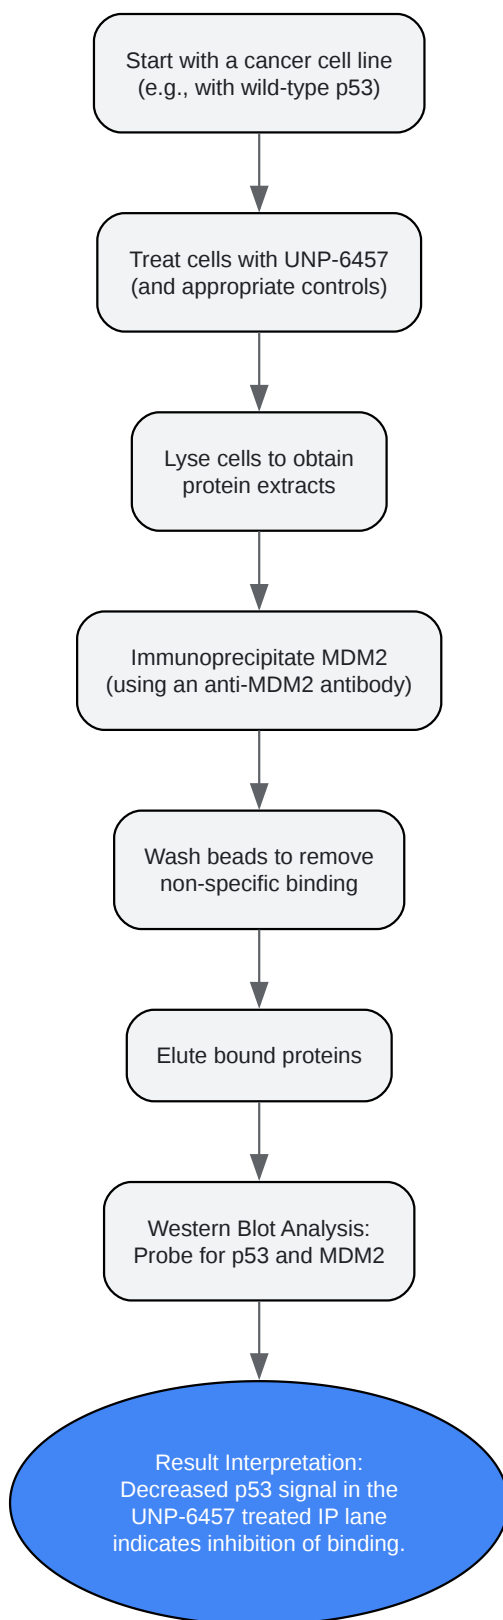 Start with a cancer cell line
(e.g., with wild-type p53)
Treat cells with UNP-6457
(and appropriate controls)
Lyse cells to obtain
protein extracts
Immunoprecipitate MDM2
(using an anti-MDM2 antibody)
Wash beads to remove
non-specific binding
Elute bound proteins
Western Blot Analysis:
Probe for p53 and MDM2
Result Interpretation:
Decreased p53 signal in the
UNP-6457 treated IP lane
indicates inhibition of binding.